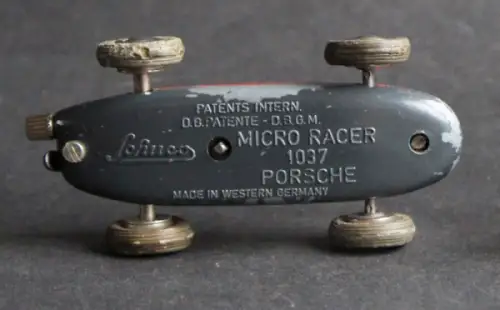 PATENTS INTERN.
D.B. PATENTE - D.B.G.M.
Schuco
MICRO RACER
1037
PORSCHE
MADE IN WESTERN GERMANY